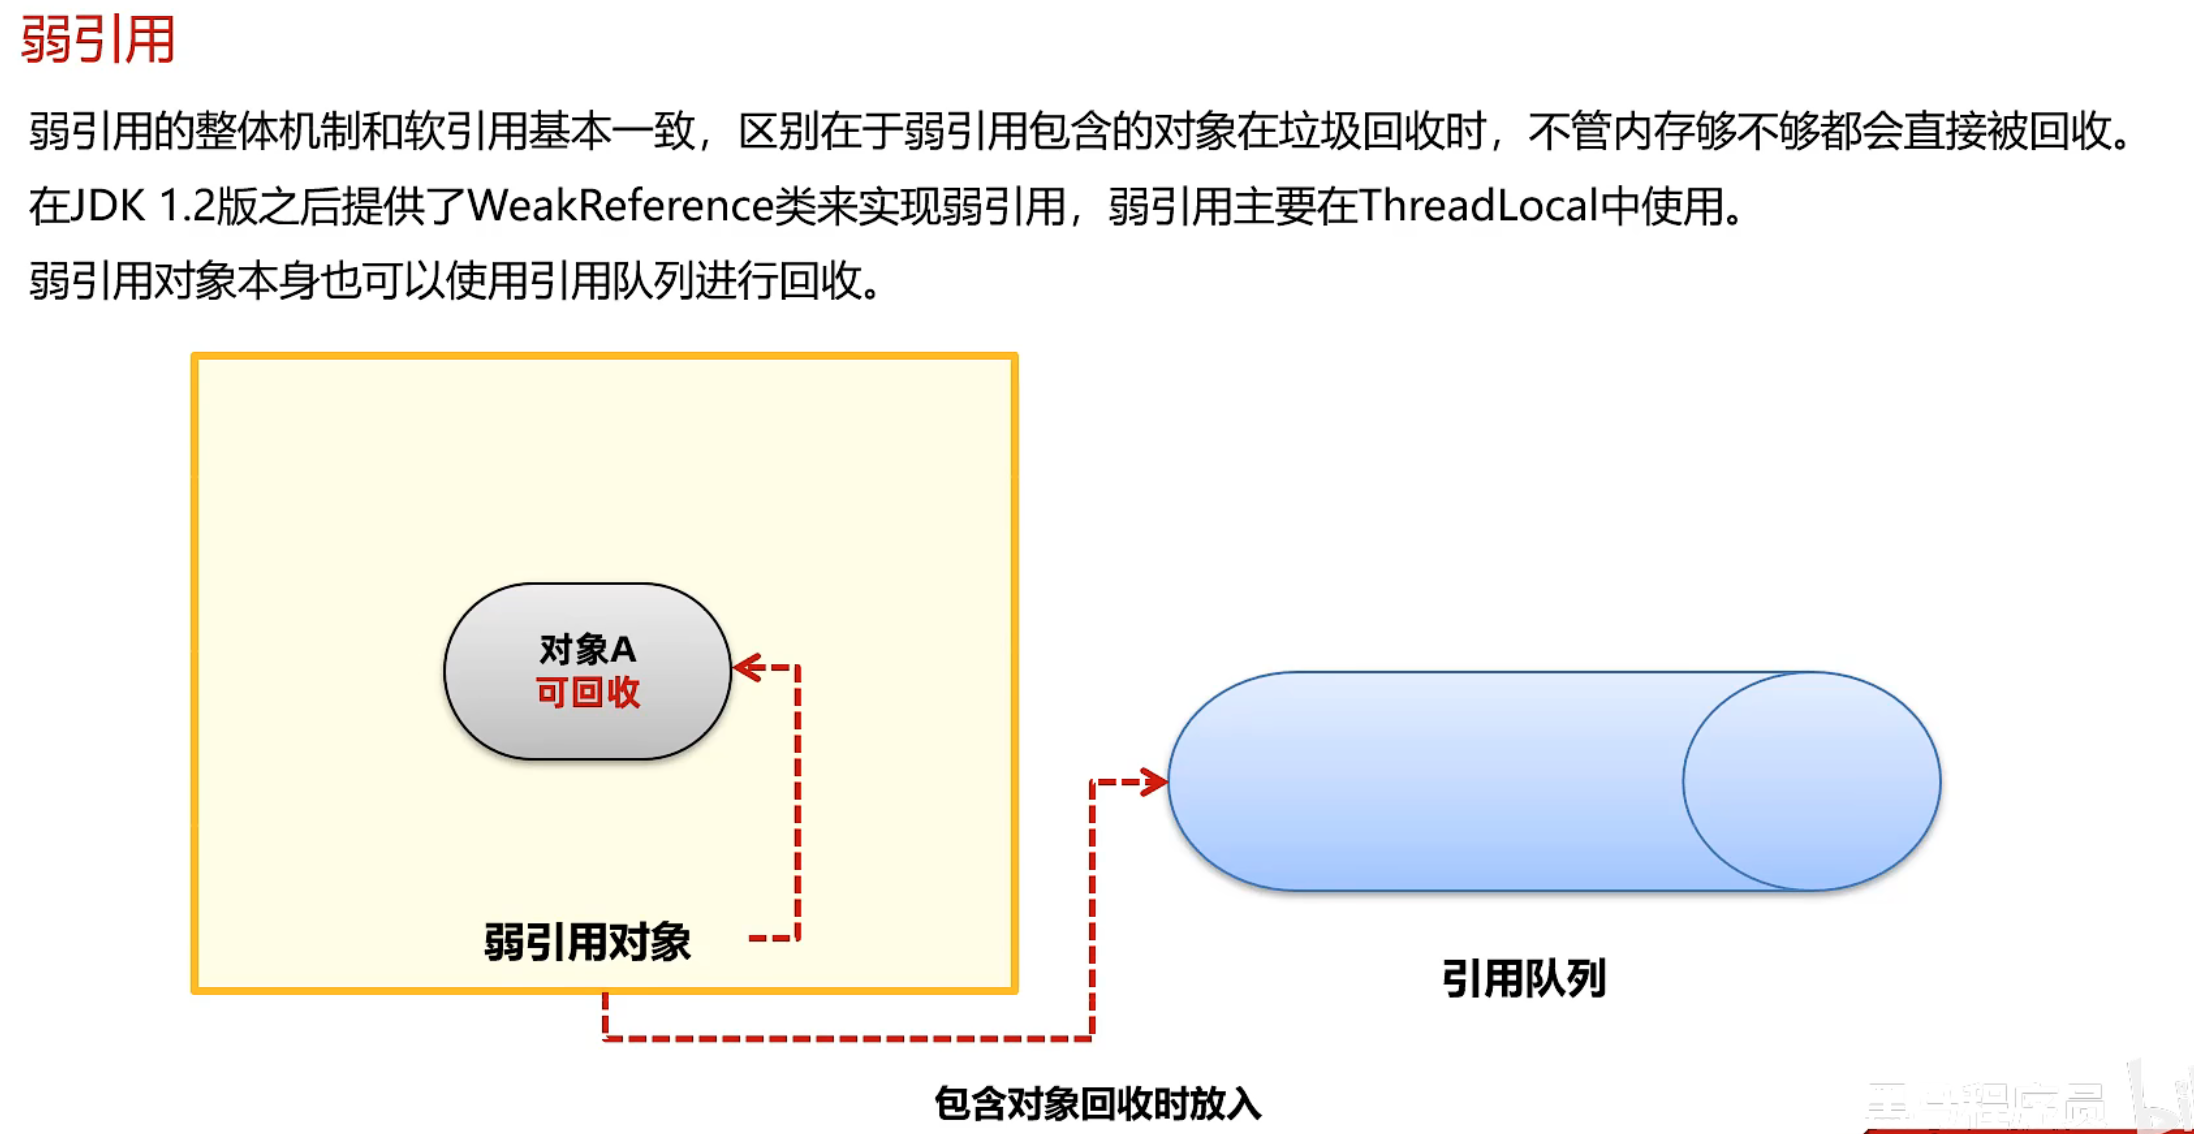 弱引用
弱引用的整体机制和软引用基本一致，区别在于弱引用包含的对象在垃圾回收时，不管内存够不够都会直接被回收。
在JDK 1.2版之后提供了WeakReference类来实现弱引用，弱引用主要在ThreadLocal中使用。
弱引用对象本身也可以使用引用队列进行回收。
对象A
可回收
弱引用对象
引用队列
包含对象回收时放入